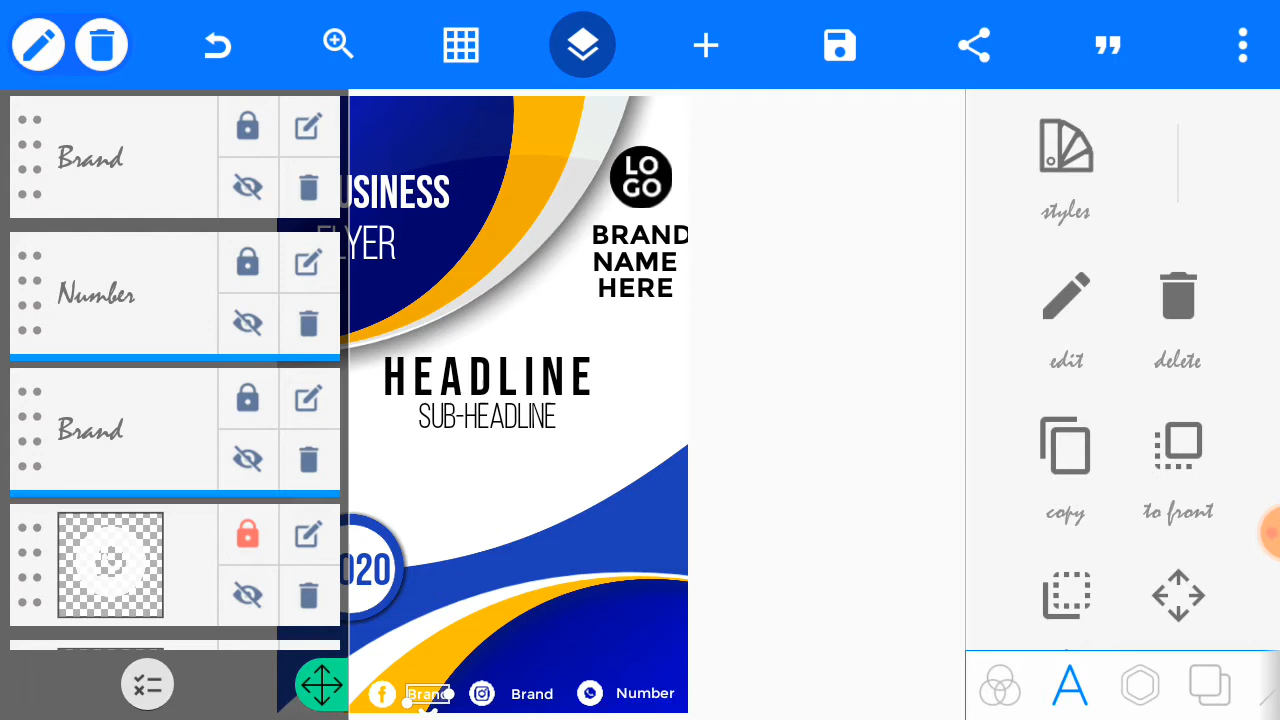 Brand
Number
Brand
USINESS
FLYER
LO
GO
BRAND
NAME
HERE
HEADLINE
SUB-HEADLINE
020
Brand
Brand
Number
styles
edit
delete
copy
to front
A